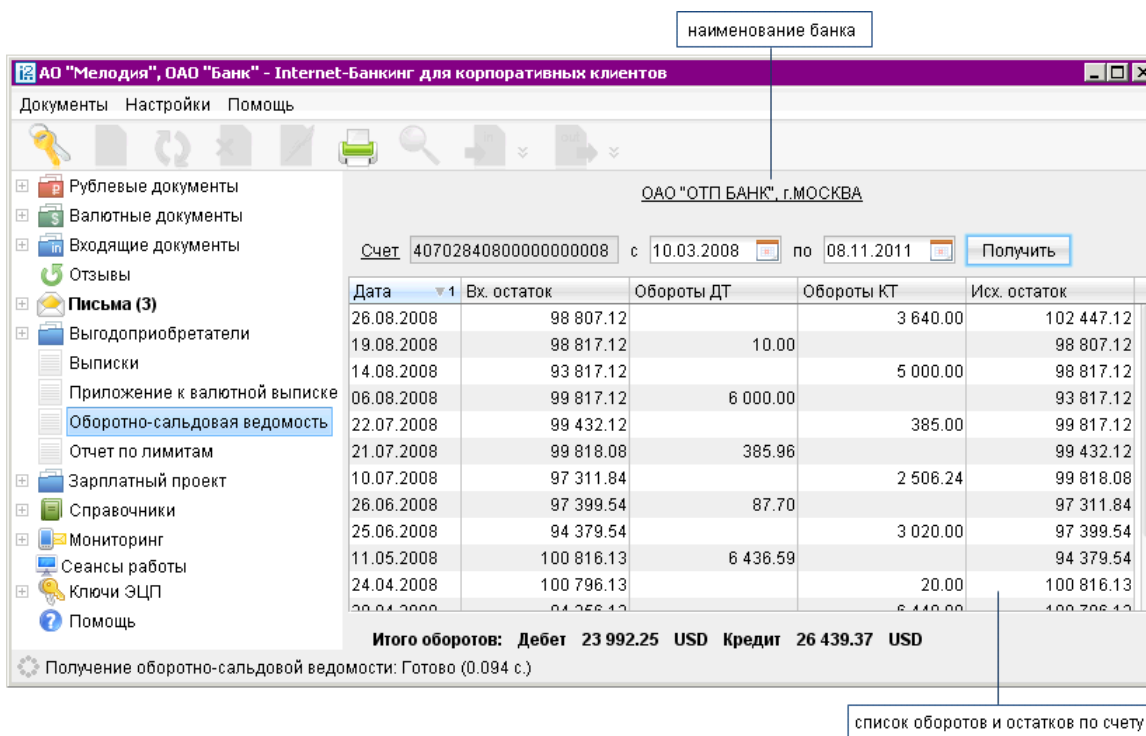 наименование банка
АО "Мелодия", ОАО "Банк" - Internet-Банкинг для корпоративных клиентов
Документы Настройки Помощь
Рублевые документы
Валютные документы
Входящие документы
Отзывы
Письма (3)
Выгодоприобретатели
Выписки
Приложение к валютной выписке
Оборотно-сальдовая ведомость
Отчет по лимитам
Зарплатный проект
Справочники
Мониторинг
Сеансы работы
Ключи ЭЦП
Помощь
ОАО "ОТП БАНК", г.МОСКВА
Счет 40702840800000000008 с 10.03.2008 по 08.11.2011 Получить
Дата 1 Вх. остаток Обороты ДТ Обороты КТ Исх. остаток
26.08.2008 98 807.12 3 640.00 102 447.12
19.08.2008 98 817.12 10.00 98 807.12
14.08.2008 93 817.12 5 000.00 98 817.12
06.08.2008 99 817.12 6 000.00 93 817.12
22.07.2008 99 432.12 385.00 99 817.12
21.07.2008 99 818.08 385.96 99 432.12
10.07.2008 97 311.84 2 506.24 99 818.08
26.06.2008 97 399.54 87.70 97 311.84
25.06.2008 94 379.54 3 020.00 97 399.54
11.05.2008 100 816.13 6 436.59 94 379.54
24.04.2008 100 796.13 20.00 100 816.13
Итого оборотов: Дебет 23 992.25 USD Кредит 26 439.37 USD
Получение оборотно-сальдовой ведомости: Готово (0.094 с.)
список оборотов и остатков по счету